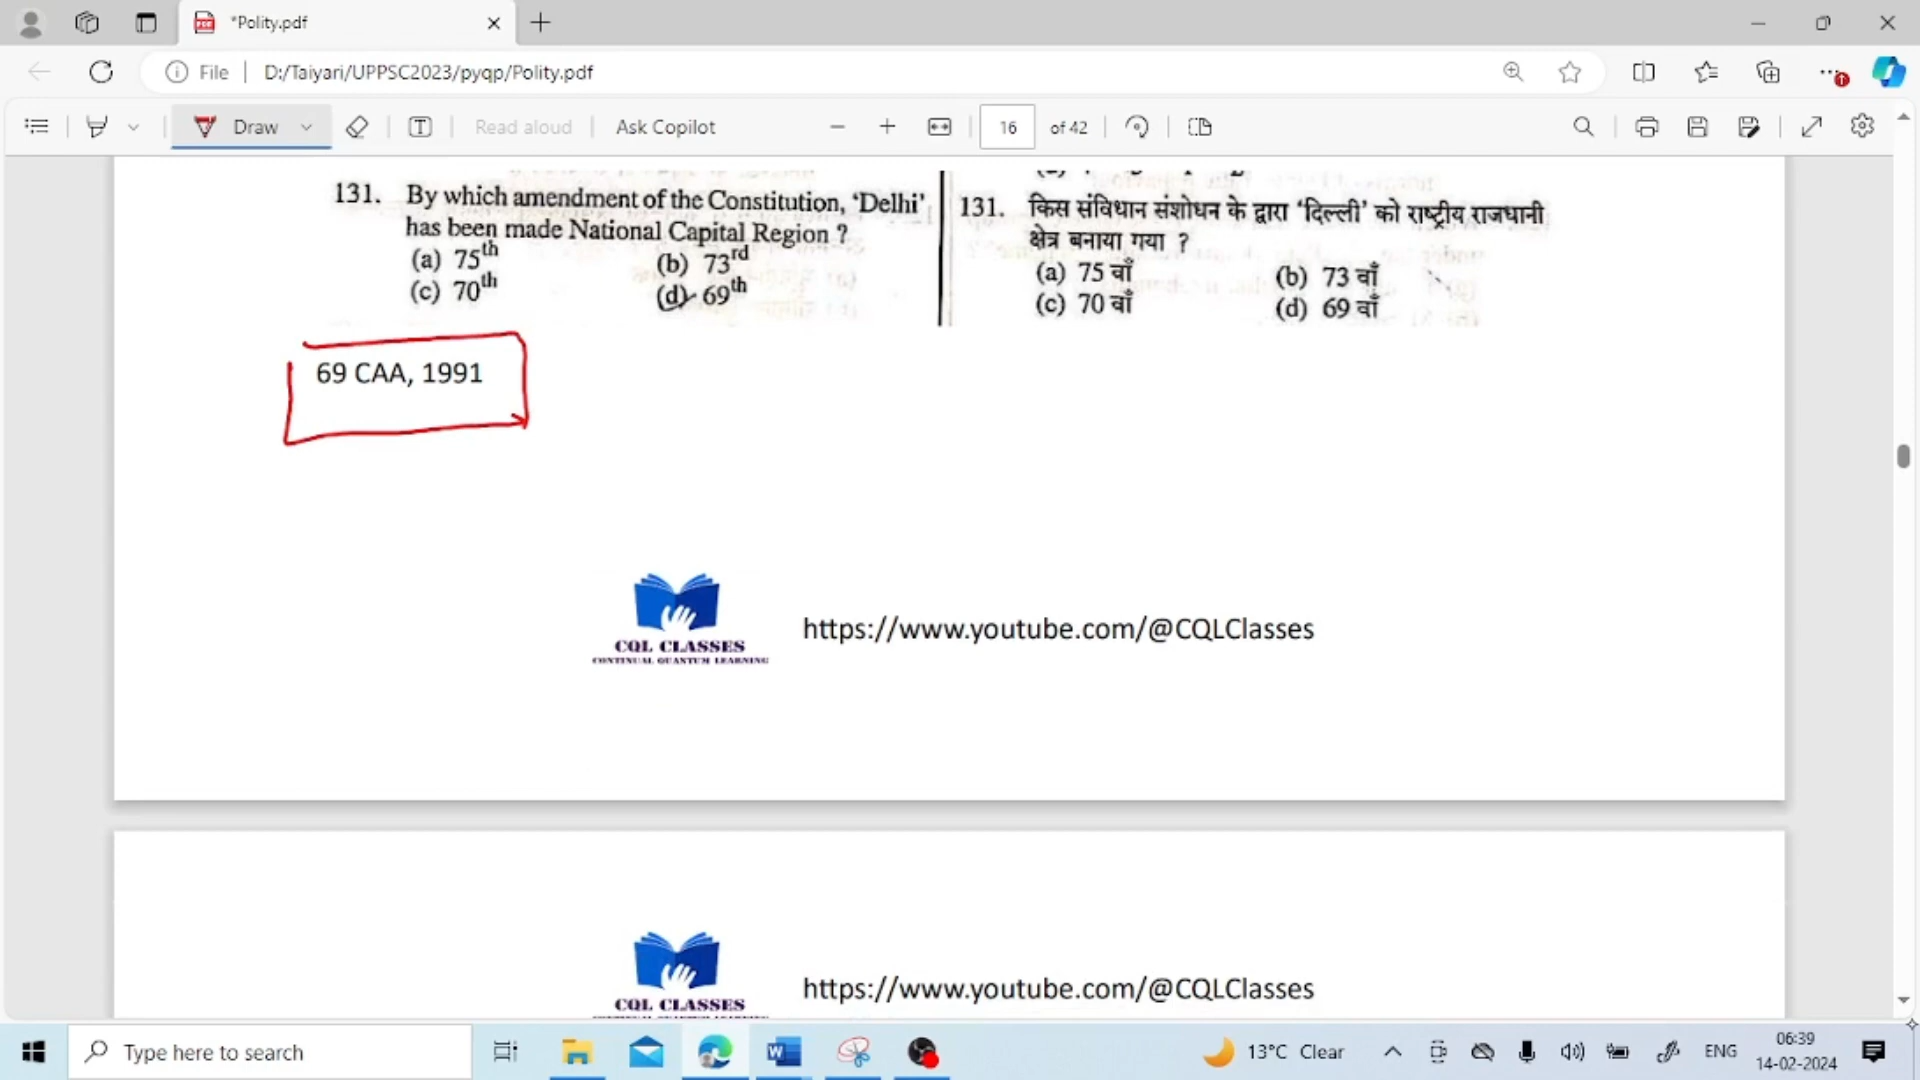 *Polity.pdf
File
D:/Taiyari/UPPSC2023/pyqp/Polity.pdf
Draw
Read aloud
Ask Copilot
16
of 42
131. By which amendment of the Constitution, ‘Delhi’
has been made National Capital Region ?
(a) 75th (b) 73rd
(c) 70th (d) 69th
131. किस संविधान संशोधन के द्वारा ‘दिल्ली’ को राष्ट्रीय राजधानी
क्षेत्र बनाया गया ?
(a) 75 वाँ (b) 73 वाँ
(c) 70 वाँ (d) 69 वाँ
69 CAA, 1991
CQL CLASSES
CONTINUAL QUANTUM LEARNING
https://www.youtube.com/@CQLClasses
CQL CLASSES
https://www.youtube.com/@CQLClasses
Type here to search
13°C Clear
ENG
06:39
14-02-2024